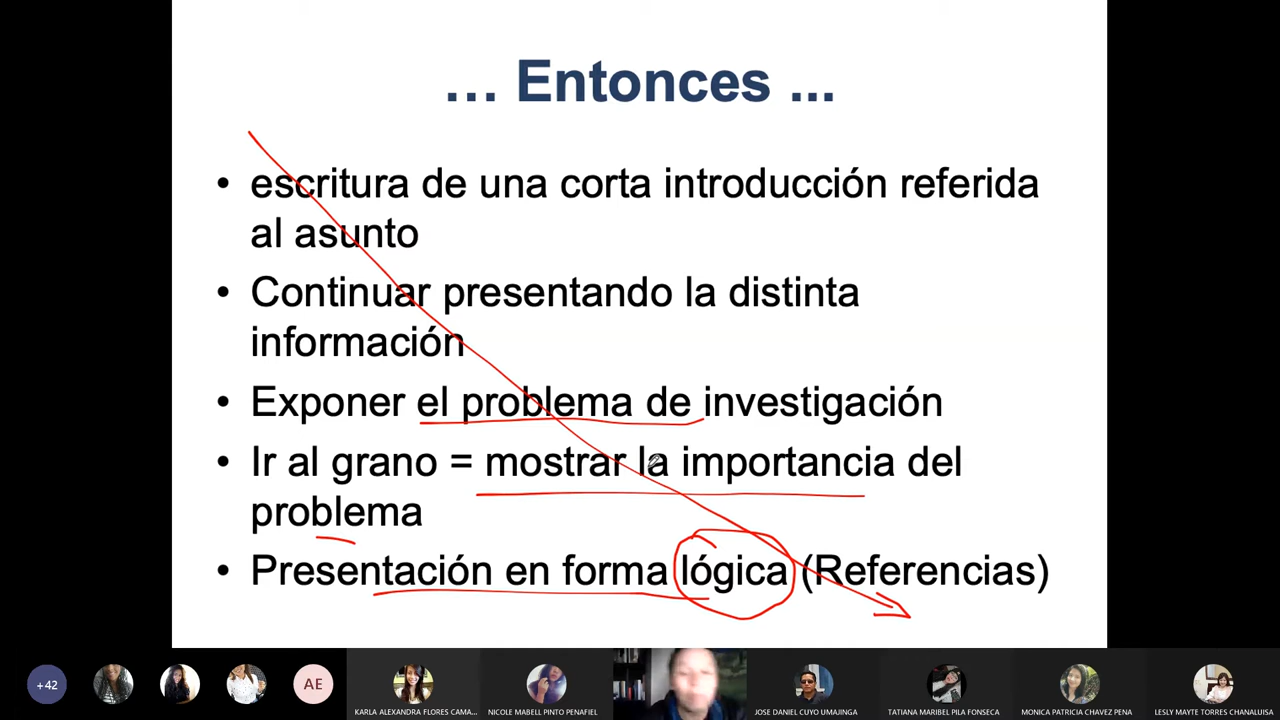 ... Entonces ...
• escritura de una corta introducción referida
al asunto
• Continuar presentando la distinta
información
• Exponer el problema de investigación
• Ir al grano = mostrar la importancia del
problema
• Presentación en forma lógica (Referencias)
+42
AE
KARLA ALEXANDRA FLORES CAMA...
NICOLE MABELL PINTO PENAFIEL
JOSE DANIEL CUYO UMAJINGA
TATIANA MARIBEL PILA FONSECA
MONICA PATRICIA CHAVEZ PENA
LESLY MAYTE TORRES CHANALUISA